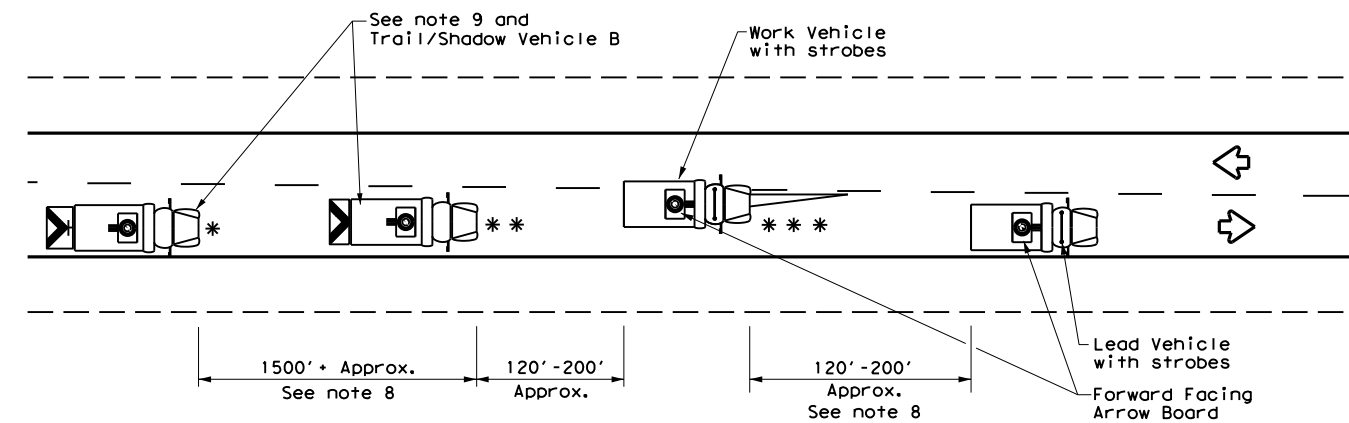 See note 9 and
Trail/Shadow Vehicle B
Work Vehicle
with strobes
*
* *
* * *
1500'+ Approx.
See note 8
120'-200'
Approx.
120'-200'
Approx.
See note 8
Lead Vehicle
with strobes
Forward Facing
Arrow Board